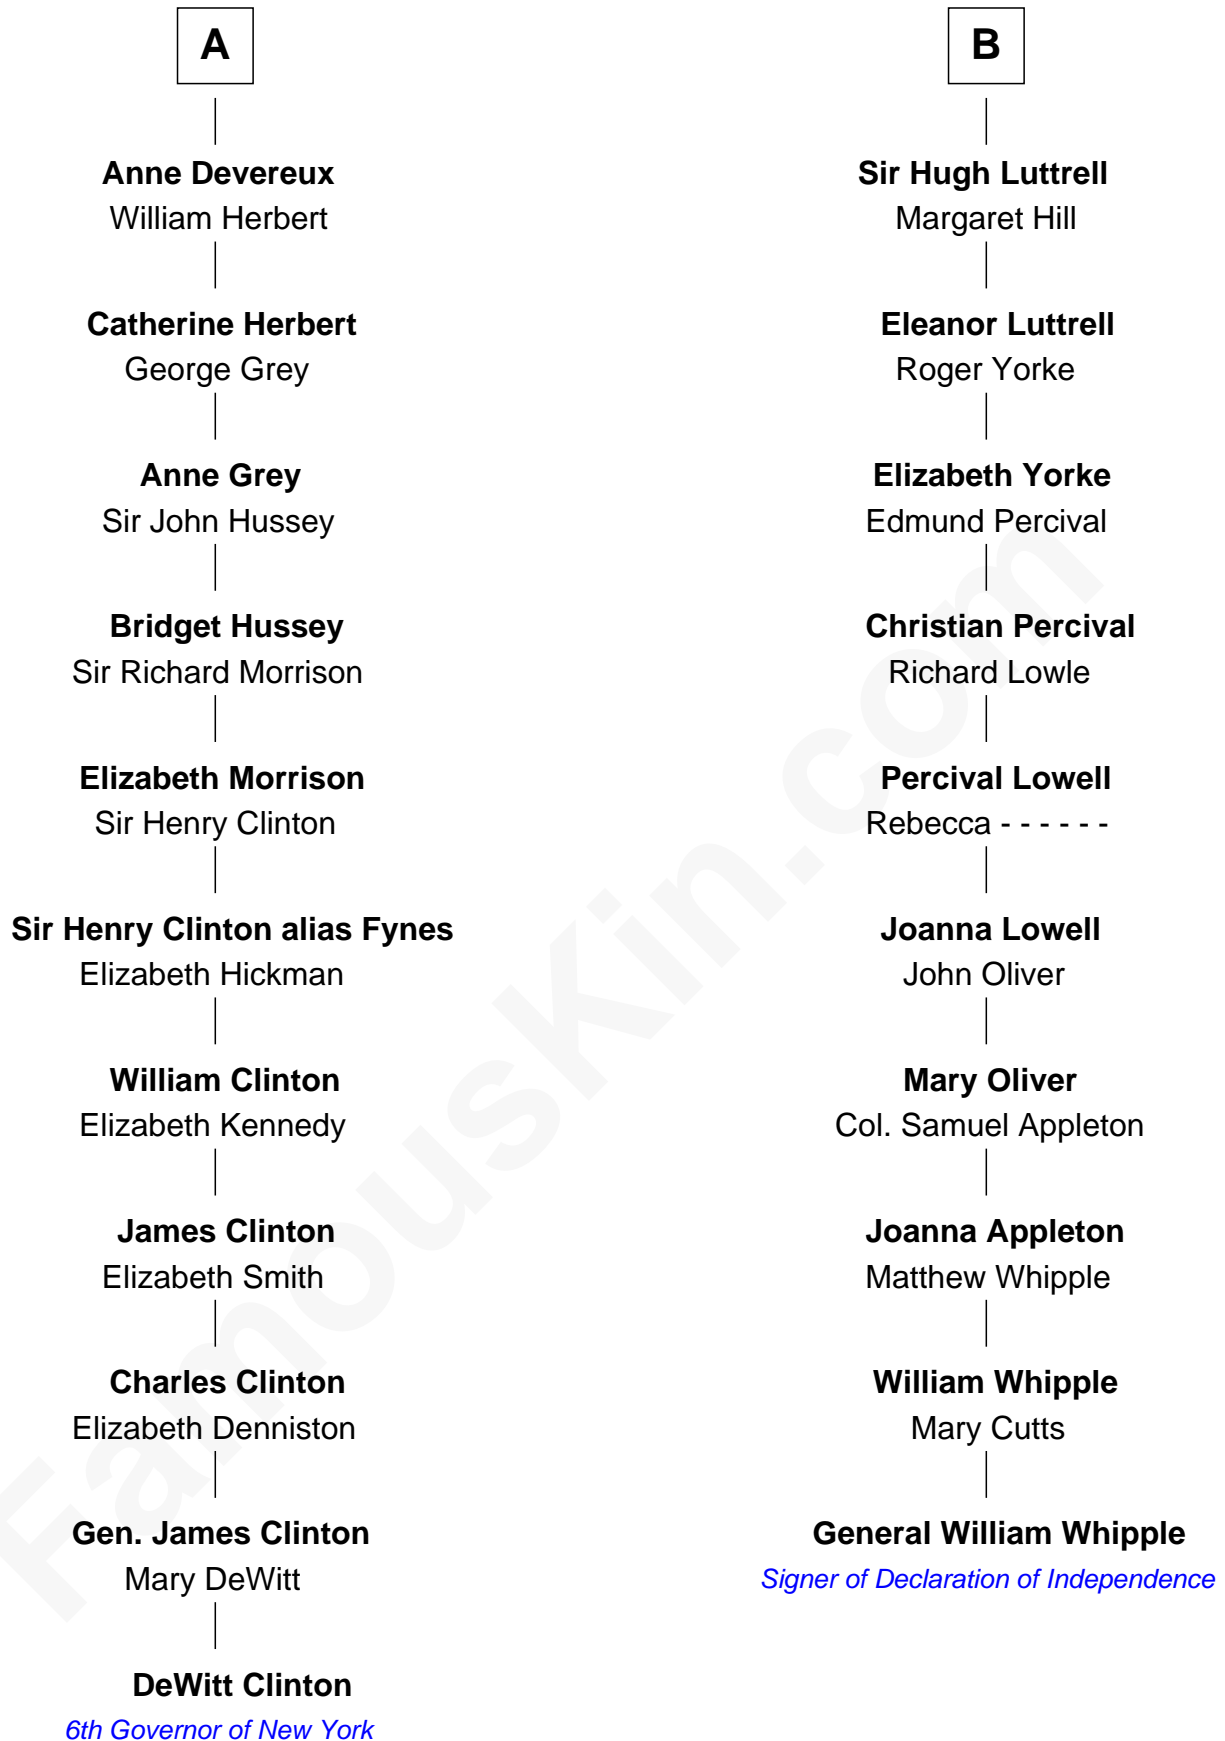 A
Anne Devereux
William Herbert
Catherine Herbert
George Grey
Anne Grey
Sir John Hussey
Bridget Hussey
Sir Richard Morrison
Elizabeth Morrison
Sir Henry Clinton
Sir Henry Clinton alias Fynes
Elizabeth Hickman
William Clinton
Elizabeth Kennedy
James Clinton
Elizabeth Smith
Charles Clinton
Elizabeth Denniston
Gen. James Clinton
Mary DeWitt
DeWitt Clinton
6th Governor of New York
B
Sir Hugh Luttrell
Margaret Hill
Eleanor Luttrell
Roger Yorke
Elizabeth Yorke
Edmund Percival
Christian Percival
Richard Lowle
Percival Lowell
Rebecca - - - - - -
Joanna Lowell
John Oliver
Mary Oliver
Col. Samuel Appleton
Joanna Appleton
Matthew Whipple
William Whipple
Mary Cutts
General William Whipple
Signer of Declaration of Independence
FamousKin.com